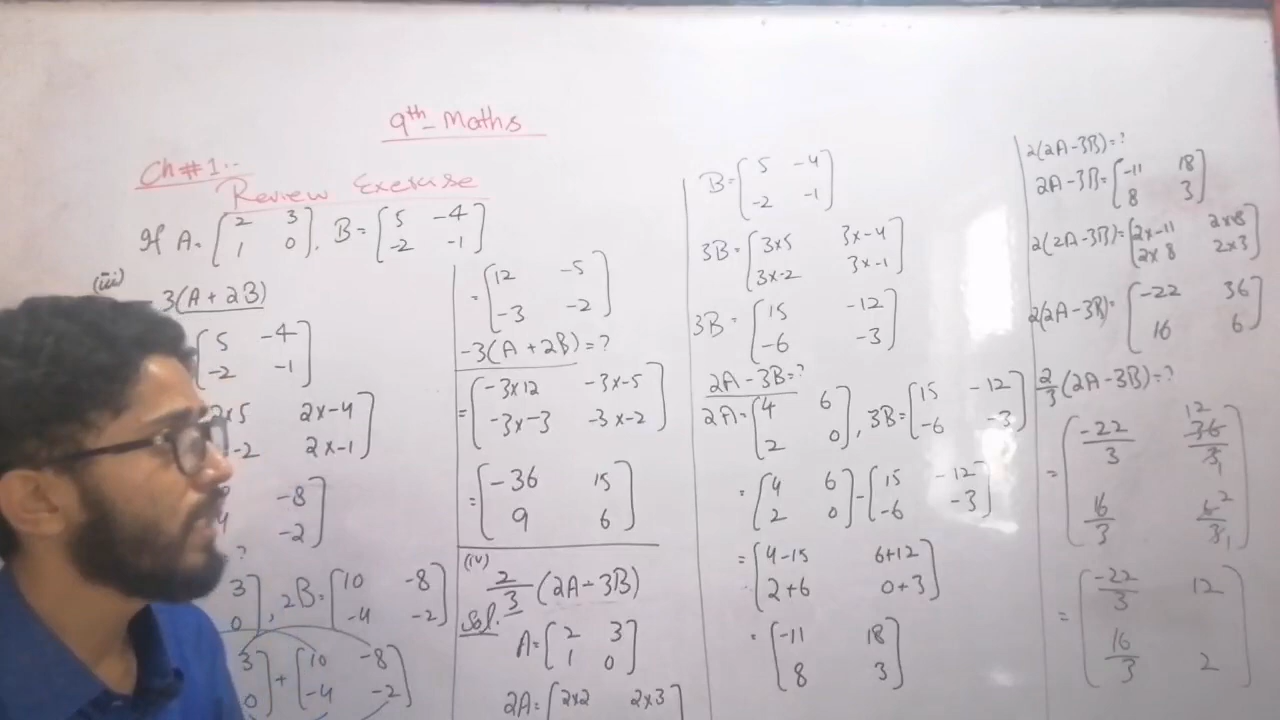 9th- Maths
Ch#1..
Review Exercise
If A= [2 3
1 0], B= [5 -4
-2 -1]
(iii)
3(A+2B)
5 -4
-2 -1]
2x5 2x-4
-2 2x-1]
-8
-2]
?
3
0], 2B= [10 -8
-4 -2]
3
0] + [10 -8
-4 -2]
= [12 -5
-3 -2]
-3(A+2B)=?
= [-3x12 -3x-5
-3x-3 -3x-2]
= [-36 15
9 6]
(iv)
2/3 (2A-3B)
Sol.
A= [2 3
1 0]
2A= [2x2 2x3]
B= [5 -4
-2 -1]
3B= [3x5 3x-4
3x-2 3x-1]
3B= [15 -12
-6 -3]
2A-3B=?
2A= [4 6
2 0], 3B= [15 -12
-6 -3]
= [4 6
2 0] - [15 -12
-6 -3]
= [4-15 6+12
2+6 0+3]
= [-11 18
8 3]
2(2A-3B)=?
2A-3B= [-11 18
8 3]
2(2A-3B)= [2x-11 2x18
2x8 2x3]
2(2A-3B)= [-22 36
16 6]
2/3 (2A-3B)=?
12
= [-22/3 36/3 1
16/3 6/3 2 1]
= [-22/3 12
16/3 2]